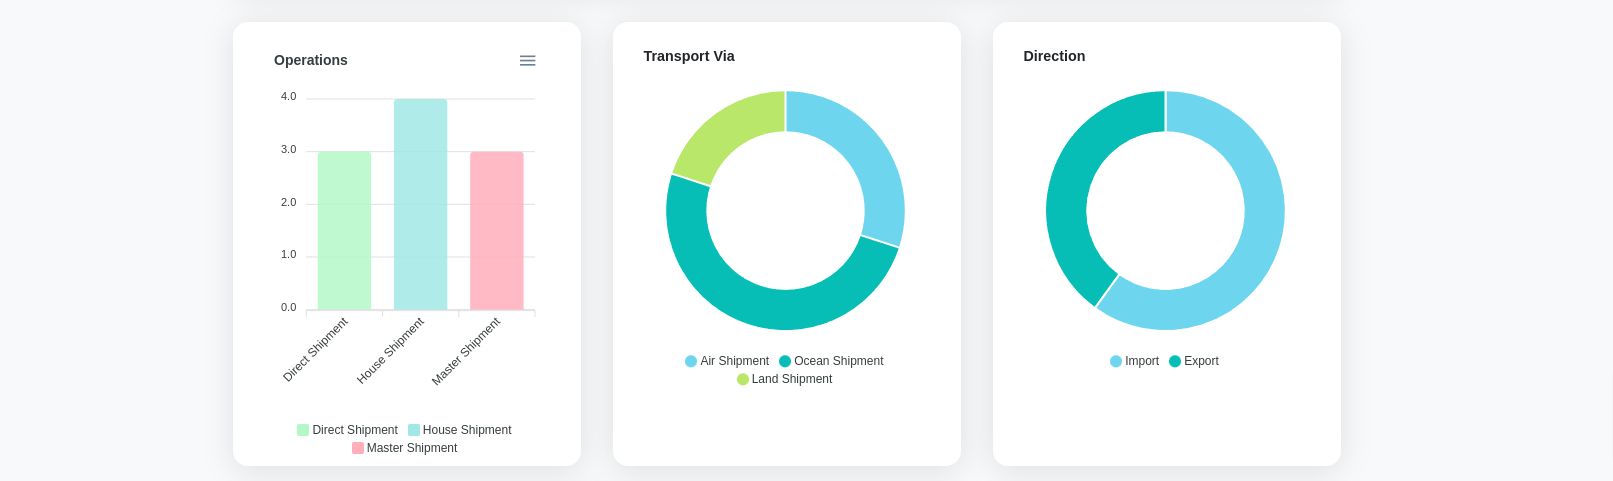 Operations
4.0
3.0
2.0
1.0
0.0
Direct Shipment
House Shipment
Master Shipment
Direct Shipment House Shipment
Master Shipment
Transport Via
Air Shipment Ocean Shipment
Land Shipment
Direction
Import Export